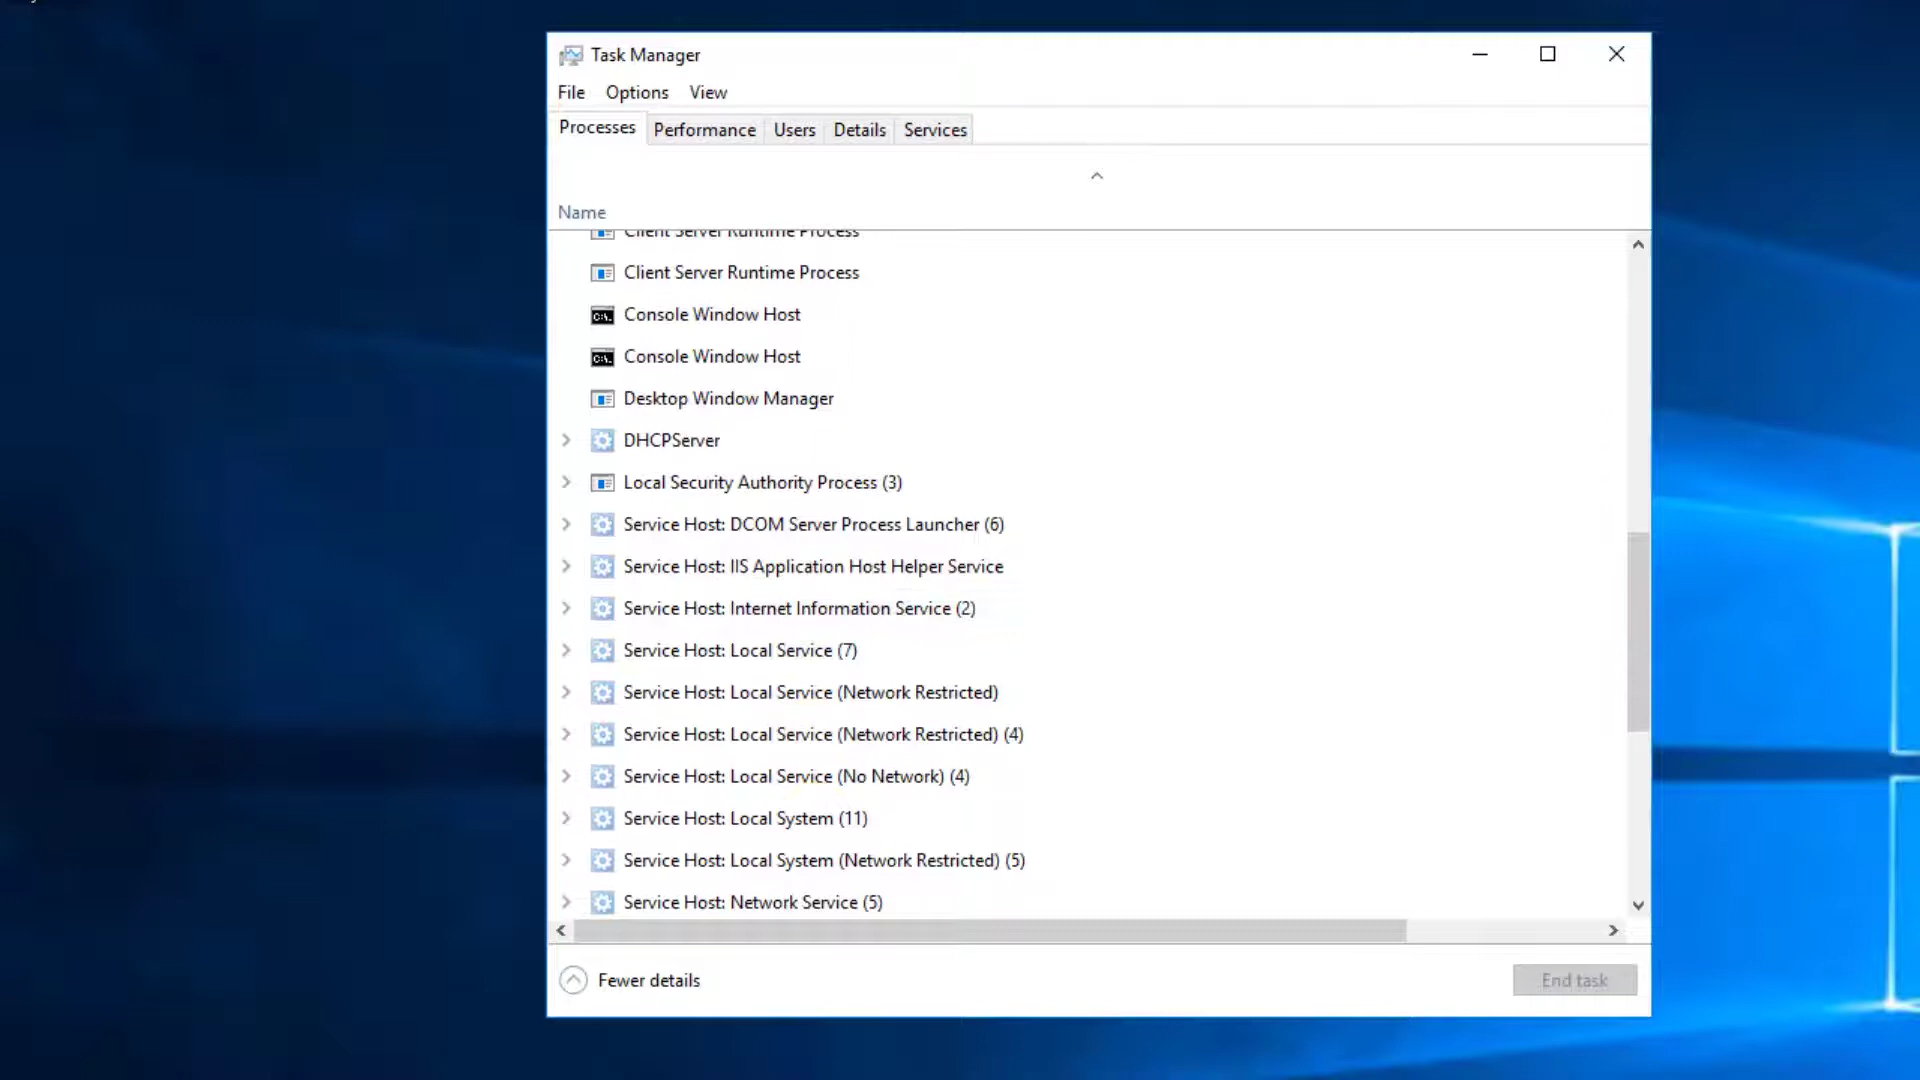 Task Manager
File Options View
Processes Performance Users Details Services
Name
Client Server Runtime Process
Client Server Runtime Process
Console Window Host
Console Window Host
Desktop Window Manager
DHCPServer
Local Security Authority Process (3)
Service Host: DCOM Server Process Launcher (6)
Service Host: IIS Application Host Helper Service
Service Host: Internet Information Service (2)
Service Host: Local Service (7)
Service Host: Local Service (Network Restricted)
Service Host: Local Service (Network Restricted) (4)
Service Host: Local Service (No Network) (4)
Service Host: Local System (11)
Service Host: Local System (Network Restricted) (5)
Service Host: Network Service (5)
Fewer details
End task